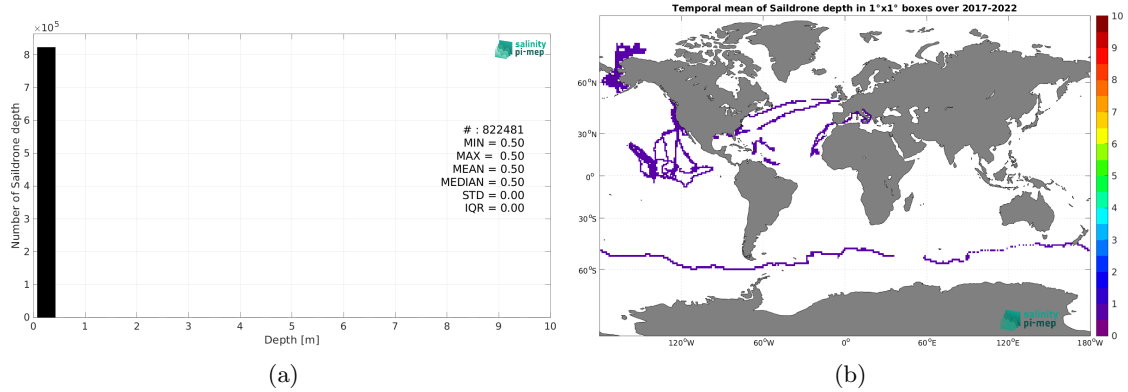 ×10⁵
8
7
6
5
4
3
2
1
0
Number of Saildrone depth
salinity
pi-mep
# : 822481
MIN = 0.50
MAX = 0.50
MEAN = 0.50
MEDIAN = 0.50
STD = 0.00
IQR = 0.00
0 1 2 3 4 5 6 7 8 9 10
Depth [m]
(a)
Temporal mean of Saildrone depth in 1°x1° boxes over 2017-2022
60°N
30°N
0°
30°S
60°S
120°W 60°W 0° 60°E 120°E 180°W
salinity
pi-mep
10
9
8
7
6
5
4
3
2
1
0
(b)